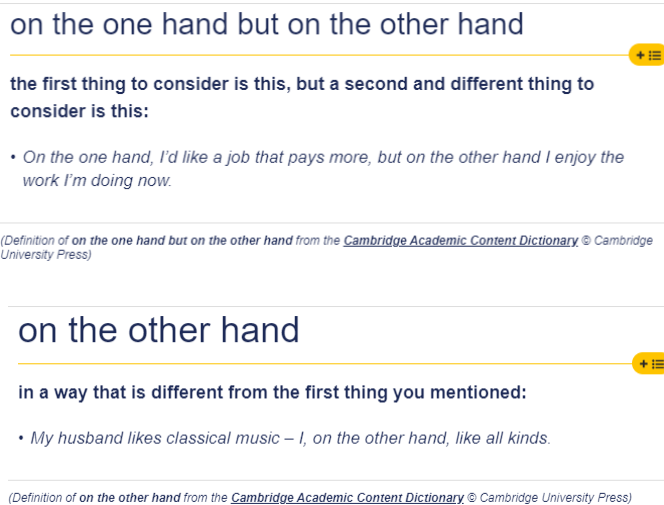 on the one hand but on the other hand
the first thing to consider is this, but a second and different thing to
consider is this:
• On the one hand, I’d like a job that pays more, but on the other hand I enjoy the
work I’m doing now.
(Definition of on the one hand but on the other hand from the Cambridge Academic Content Dictionary © Cambridge
University Press)
on the other hand
in a way that is different from the first thing you mentioned:
• My husband likes classical music – I, on the other hand, like all kinds.
(Definition of on the other hand from the Cambridge Academic Content Dictionary © Cambridge University Press)